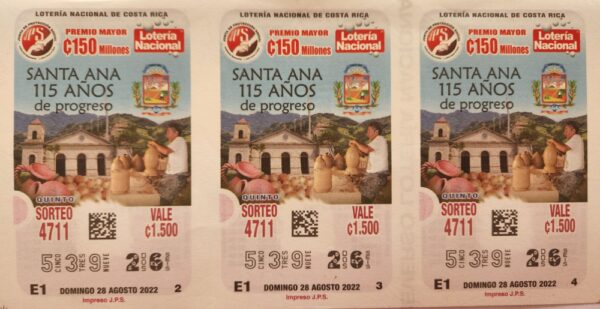 LOTERÍA NACIONAL DE COSTA RICA
PREMIO MAYOR
₡150 Millones
Lotería Nacional
SANTA ANA
115 AÑOS
de progreso
QUINTO
SORTEO
4711
VALE
₡1.500
5 3 9 26
CINCO TRES NUEVE
E1 DOMINGO 28 AGOSTO 2022 2
Impreso J.P.S.
LOTERÍA NACIONAL DE COSTA RICA
PREMIO MAYOR
₡150 Millones
Lotería Nacional
SANTA ANA
115 AÑOS
de progreso
QUINTO
SORTEO
4711
VALE
₡1.500
5 3 9 26
CINCO TRES NUEVE
E1 DOMINGO 28 AGOSTO 2022 3
Impreso J.P.S.
LOTERÍA NACIONAL DE COSTA RICA
PREMIO MAYOR
₡150 Millones
Lotería Nacional
SANTA ANA
115 AÑOS
de progreso
QUINTO
SORTEO
4711
VALE
₡1.500
5 3 9 26
CINCO TRES NUEVE
E1 DOMINGO 28 AGOSTO 2022 4
Impreso J.P.S.